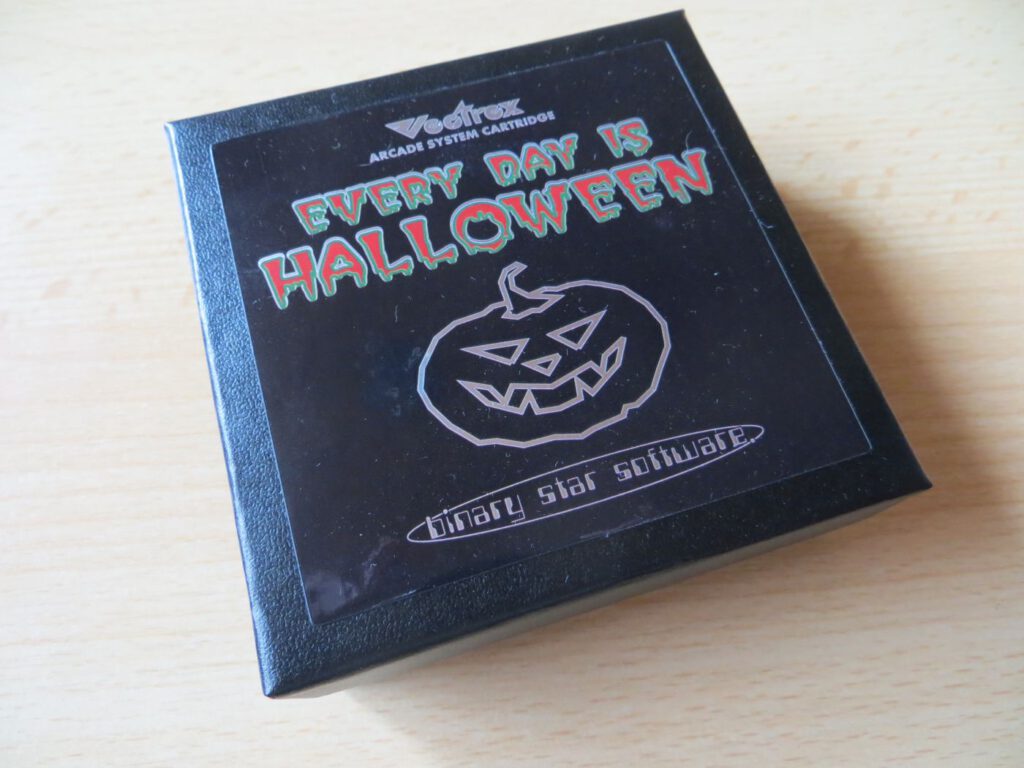 Vectrex
ARCADE SYSTEM CARTRIDGE
EVERY DAY IS
HALLOWEEN
binary star software.